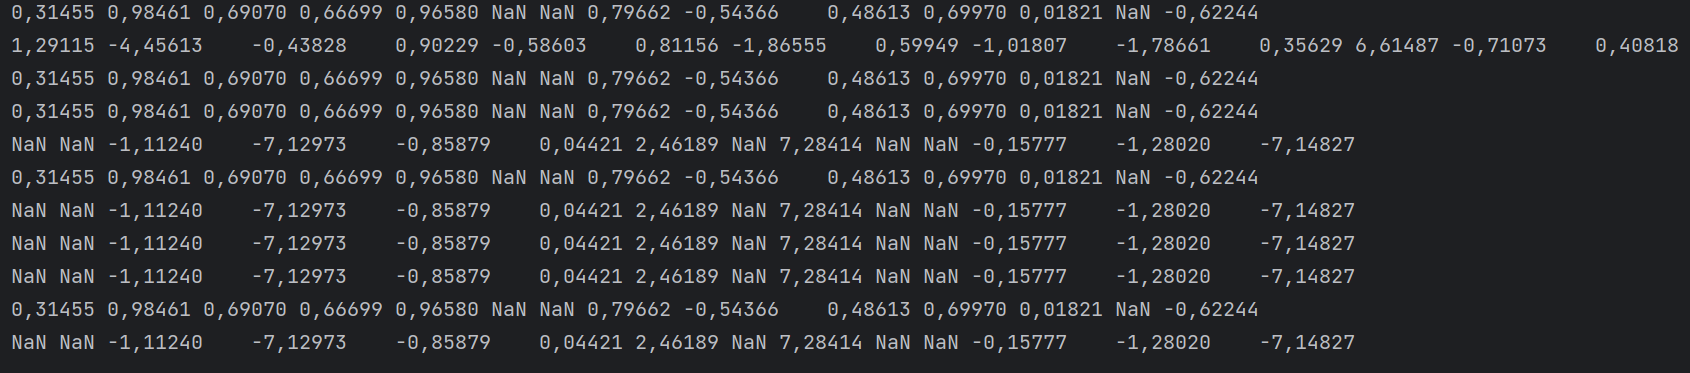 0,31455 0,98461 0,69070 0,66699 0,96580 NaN NaN 0,79662 -0,54366 0,48613 0,69970 0,01821 NaN -0,62244
1,29115 -4,45613 -0,43828 0,90229 -0,58603 0,81156 -1,86555 0,59949 -1,01807 -1,78661 0,35629 6,61487 -0,71073 0,40818
0,31455 0,98461 0,69070 0,66699 0,96580 NaN NaN 0,79662 -0,54366 0,48613 0,69970 0,01821 NaN -0,62244
0,31455 0,98461 0,69070 0,66699 0,96580 NaN NaN 0,79662 -0,54366 0,48613 0,69970 0,01821 NaN -0,62244
NaN NaN -1,11240 -7,12973 -0,85879 0,04421 2,46189 NaN 7,28414 NaN NaN -0,15777 -1,28020 -7,14827
0,31455 0,98461 0,69070 0,66699 0,96580 NaN NaN 0,79662 -0,54366 0,48613 0,69970 0,01821 NaN -0,62244
NaN NaN -1,11240 -7,12973 -0,85879 0,04421 2,46189 NaN 7,28414 NaN NaN -0,15777 -1,28020 -7,14827
NaN NaN -1,11240 -7,12973 -0,85879 0,04421 2,46189 NaN 7,28414 NaN NaN -0,15777 -1,28020 -7,14827
NaN NaN -1,11240 -7,12973 -0,85879 0,04421 2,46189 NaN 7,28414 NaN NaN -0,15777 -1,28020 -7,14827
0,31455 0,98461 0,69070 0,66699 0,96580 NaN NaN 0,79662 -0,54366 0,48613 0,69970 0,01821 NaN -0,62244
NaN NaN -1,11240 -7,12973 -0,85879 0,04421 2,46189 NaN 7,28414 NaN NaN -0,15777 -1,28020 -7,14827